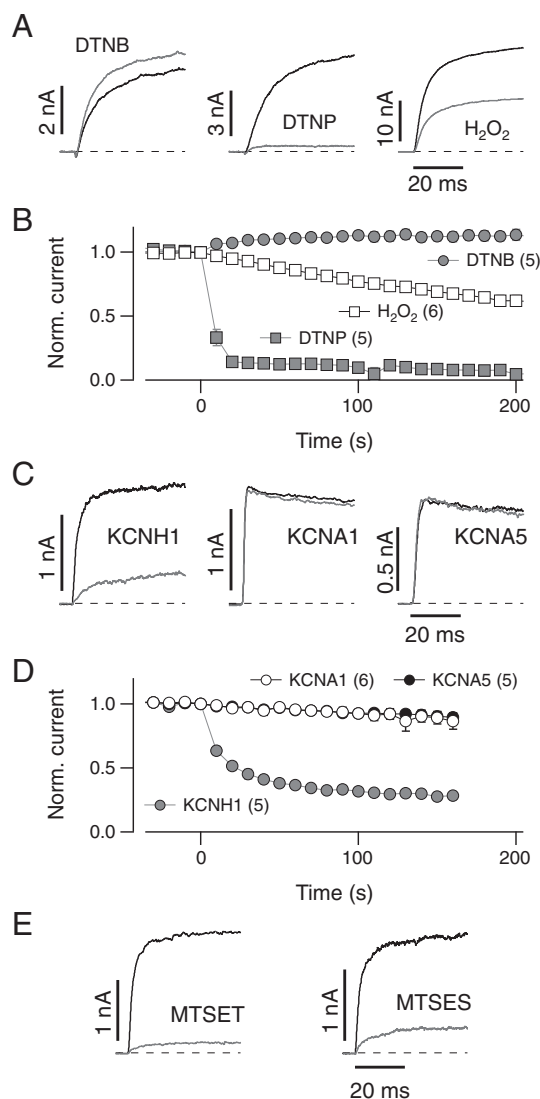 A
DTNB
2 nA
3 nA
DTNP
10 nA
H₂O₂
20 ms
B
Norm. current
1.0
0.5
0.0
DTNB (5)
H₂O₂ (6)
DTNP (5)
0
100
200
Time (s)
C
KCNH1
1 nA
KCNA1
1 nA
KCNA5
0.5 nA
20 ms
D
Norm. current
1.0
0.5
0.0
KCNA1 (6)
KCNA5 (5)
KCNH1 (5)
0
100
200
Time (s)
E
1 nA
MTSET
1 nA
MTSES
20 ms